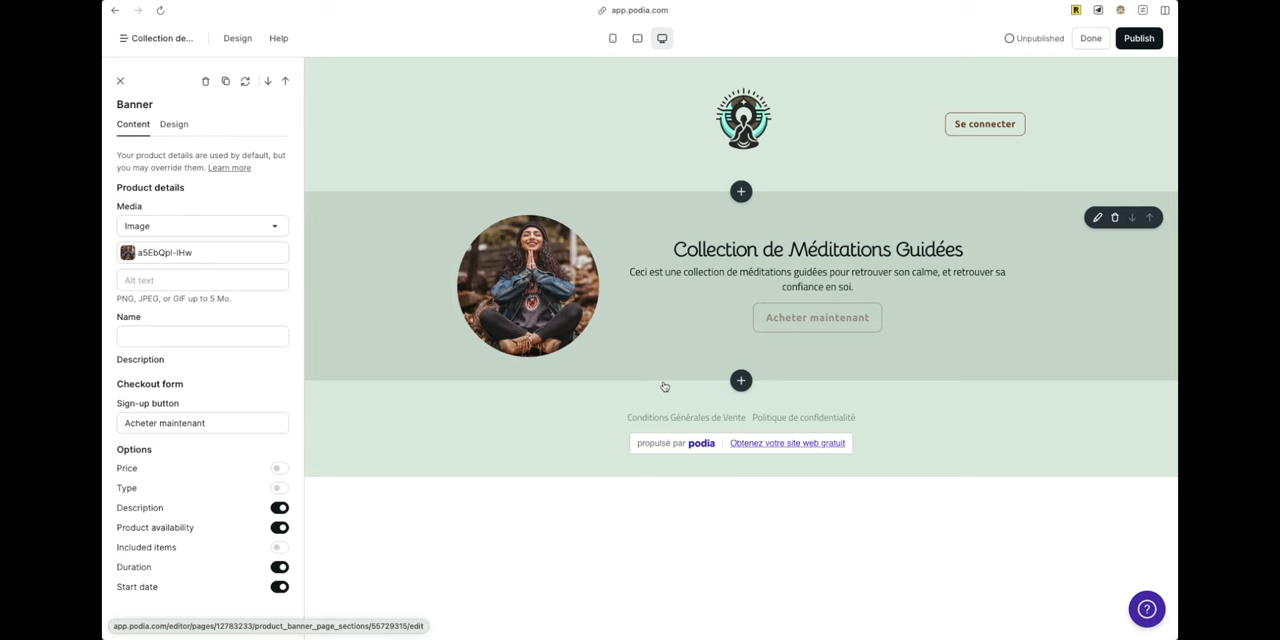 app.podia.com
Collection de...
Design
Help
Unpublished
Done
Publish
Banner
Content
Design
Your product details are used by default, but
you may override them. Learn more
Product details
Media
Image
a5EbQpl-lHw
Alt text
PNG, JPEG, or GIF up to 5 Mo.
Name
Description
Checkout form
Sign-up button
Acheter maintenant
Options
Price
Type
Description
Product availability
Included items
Duration
Start date
app.podia.com/editor/pages/12783233/product_banner_page_sections/55729315/edit
Se connecter
Collection de Méditations Guidées
Ceci est une collection de méditations guidées pour retrouver son calme, et retrouver sa
confiance en soi.
Acheter maintenant
Conditions Générales de Vente Politique de confidentialité
propulsé par podia Obtenez votre site web gratuit